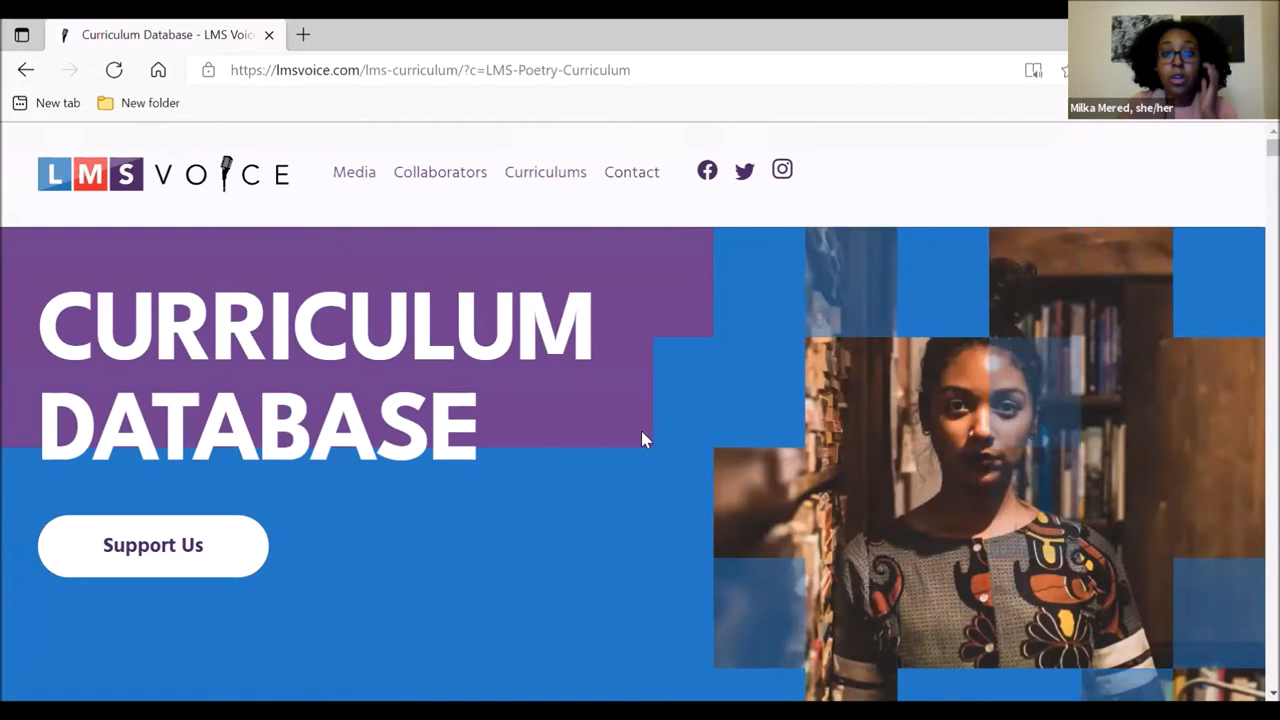 Curriculum Database - LMS Voic
https://lmsvoice.com/lms-curriculum/?c=LMS-Poetry-Curriculum
New tab New folder
Milka Mered, she/her
LMS VOICE Media Collaborators Curriculums Contact
CURRICULUM
DATABASE
Support Us